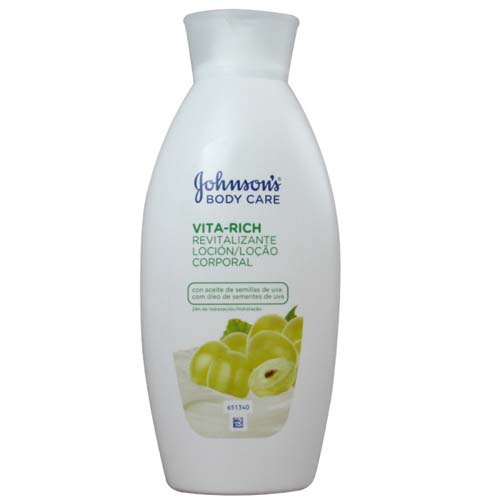 Johnson's®
BODY CARE
VITA-RICH
REVITALIZANTE
LOCIÓN/LOÇÃO
CORPORAL
con aceite de semillas de uva
com óleo de sementes de uva
24h de hidratación/hidratação
651340